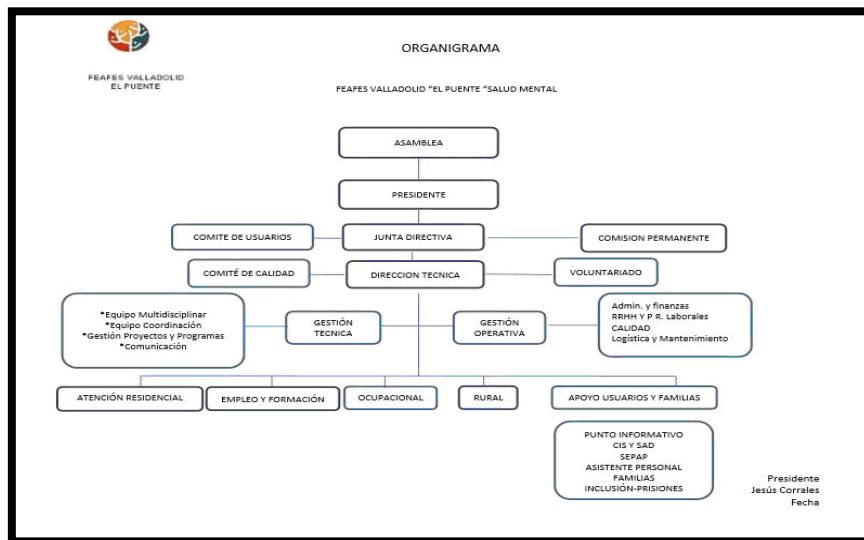 ORGANIGRAMA
FEAFES VALLADOLID
EL PUENTE
FEAFES VALLADOLID "EL PUENTE "SALUD MENTAL
ASAMBLEA
PRESIDENTE
COMITE DE USUARIOS
JUNTA DIRECTIVA
COMISION PERMANENTE
COMITÉ DE CALIDAD
DIRECCION TECNICA
VOLUNTARIADO
*Equipo Multidisciplinar
*Equipo Coordinación
*Gestión Proyectos y Programas
*Comunicación
GESTIÓN
TECNICA
GESTIÓN
OPERATIVA
Admin. y finanzas
RRHH Y P R. Laborales
CALIDAD
Logística y Mantenimiento
ATENCIÓN RESIDENCIAL
EMPLEO Y FORMACIÓN
OCUPACIONAL
RURAL
APOYO USUARIOS Y FAMILIAS
PUNTO INFORMATIVO
CIS Y SAD
SEPAP
ASISTENTE PERSONAL
FAMILIAS
INCLUSIÓN-PRISIONES
Presidente
Jesús Corrales
Fecha